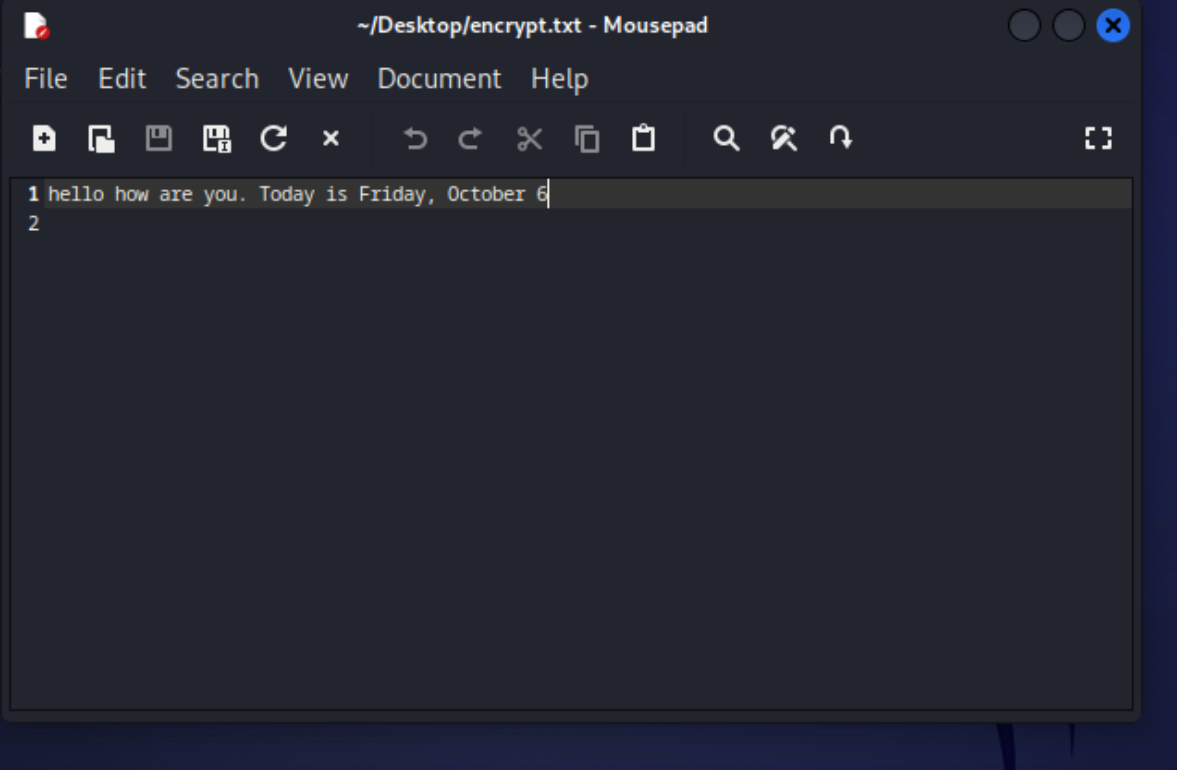 ~/Desktop/encrypt.txt - Mousepad
File Edit Search View Document Help
1 hello how are you. Today is Friday, October 6
2